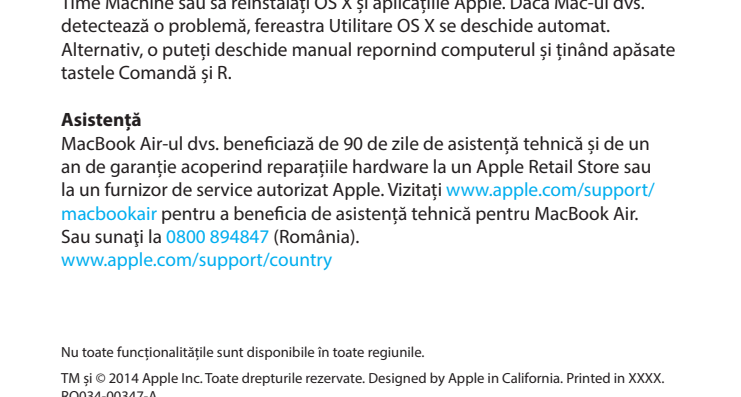 Time Machine sau să reinstalați OS X și aplicațiile Apple. Dacă Mac-ul dvs.
detectează o problemă, fereastra Utilitare OS X se deschide automat.
Alternativ, o puteți deschide manual repornind computerul și ținând apăsate
tastele Comandă și R.
Asistență
MacBook Air-ul dvs. beneficiază de 90 de zile de asistență tehnică și de un
an de garanție acoperind reparațiile hardware la un Apple Retail Store sau
la un furnizor de service autorizat Apple. Vizitați www.apple.com/support/
macbookair pentru a beneficia de asistență tehnică pentru MacBook Air.
Sau sunaţi la 0800 894847 (România).
www.apple.com/support/country
Nu toate funcționalitățile sunt disponibile în toate regiunile.
TM și © 2014 Apple Inc. Toate drepturile rezervate. Designed by Apple in California. Printed in XXXX.
RO034-00347-A